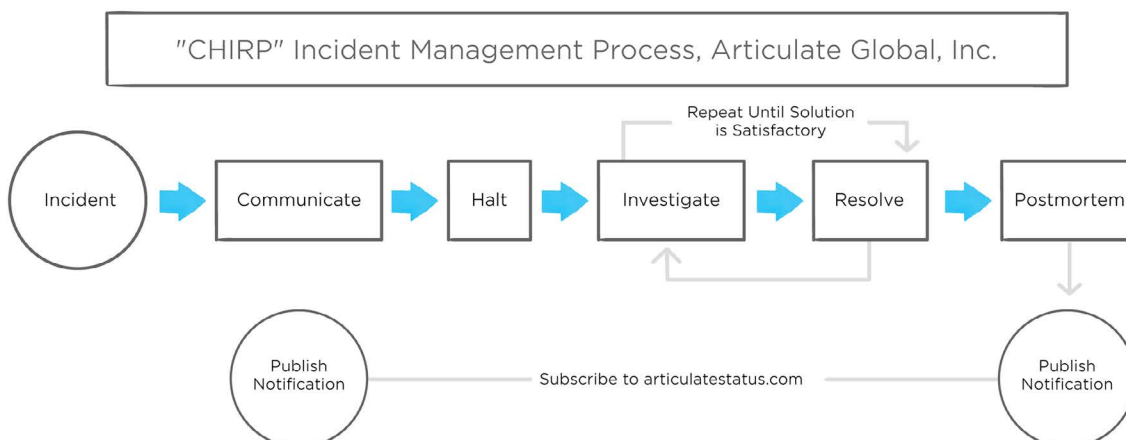 "CHIRP" Incident Management Process, Articulate Global, Inc.
Repeat Until Solution
is Satisfactory
Incident
Communicate
Halt
Investigate
Resolve
Postmortem
Publish
Notification
Subscribe to articulatestatus.com
Publish
Notification